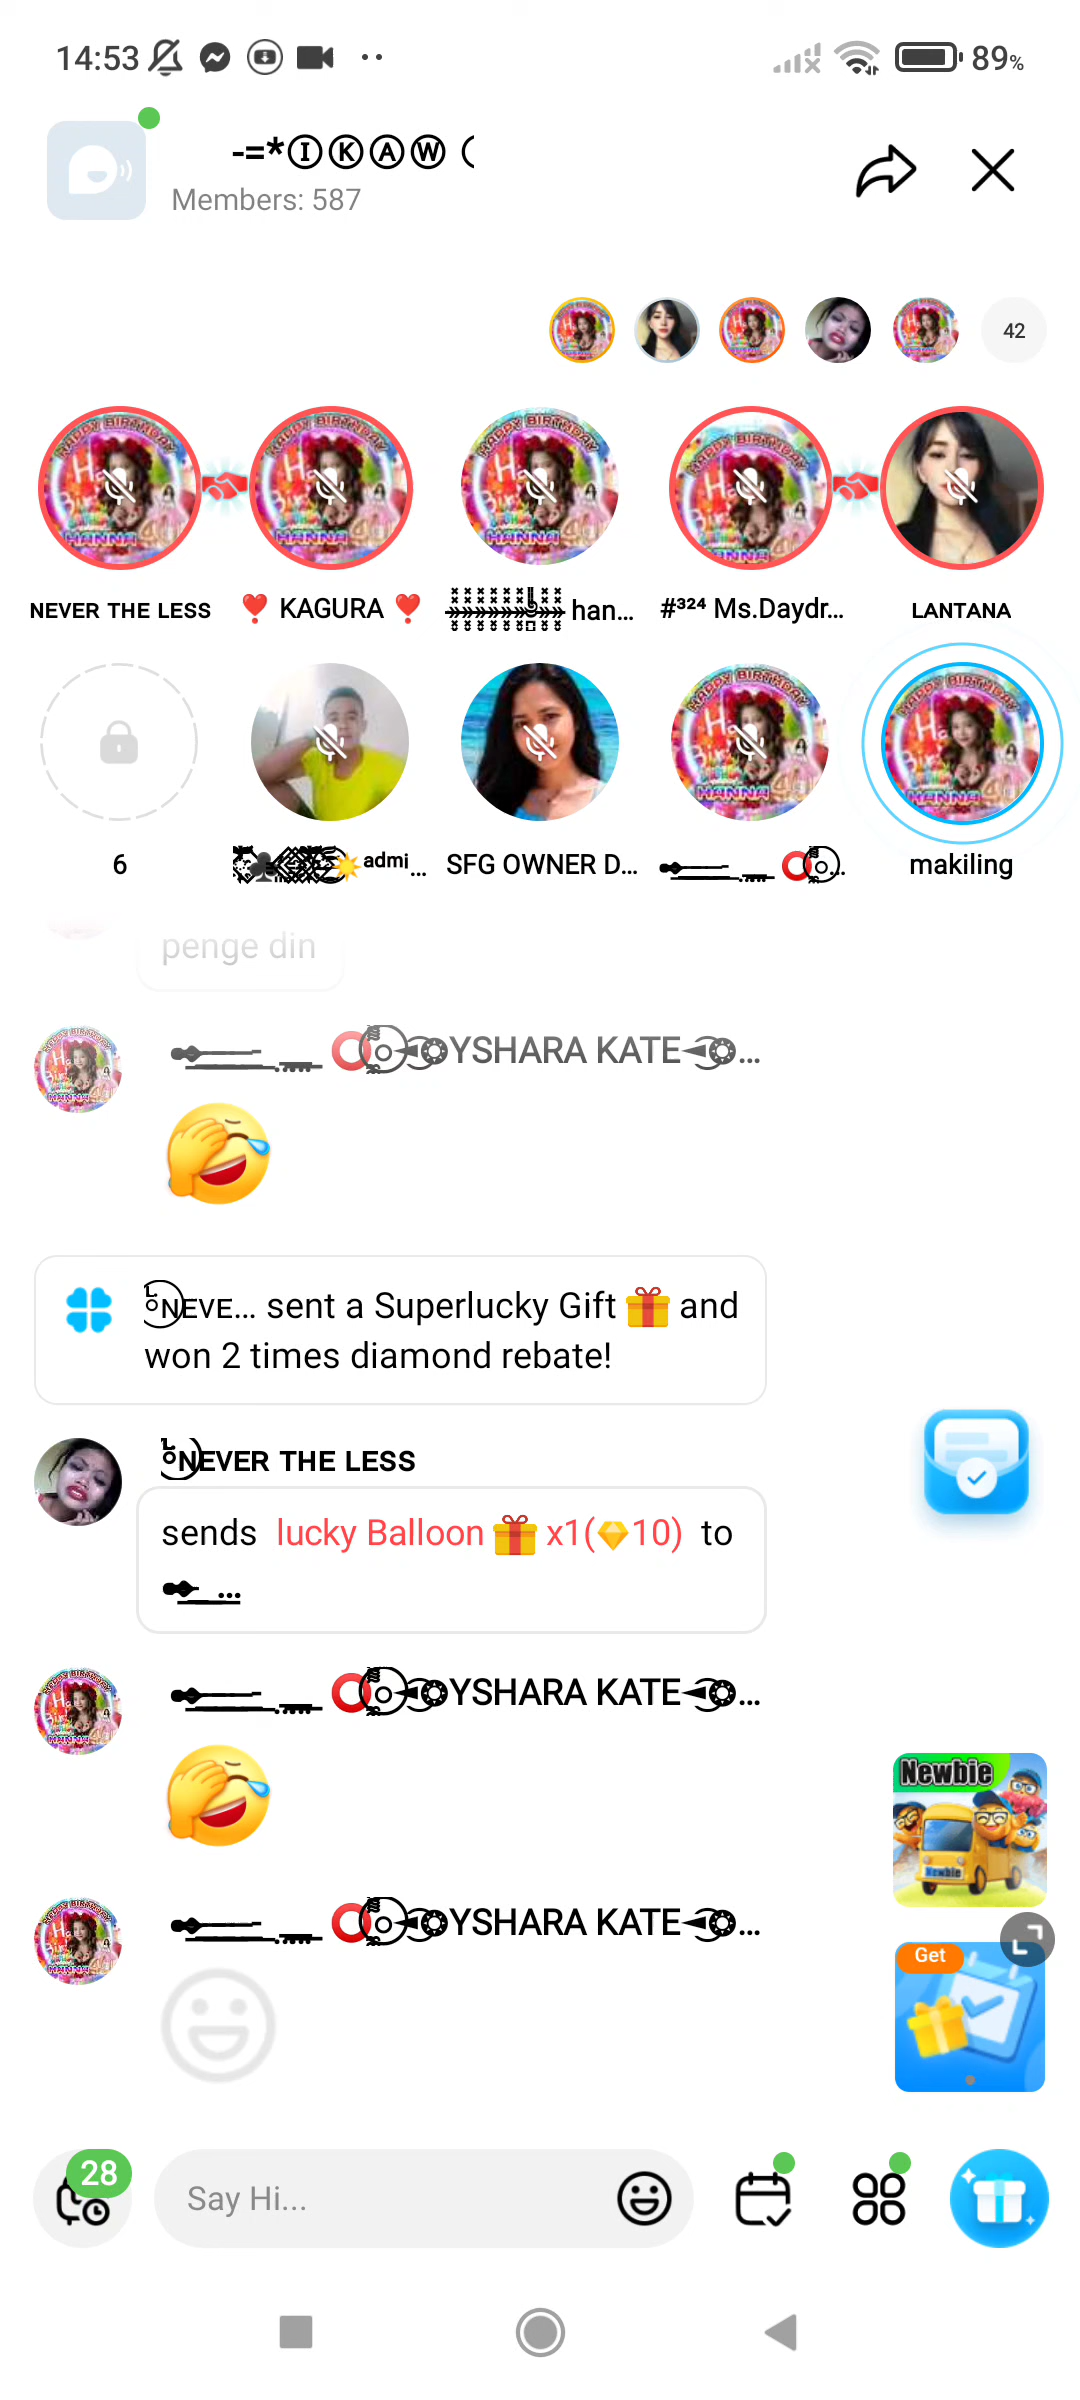 14:53
89%
-=*ⒾⓀⒶⓌ (
Members: 587
42
NEVER THE LESS
❣️ KAGURA ❣️
han...
#³²⁴ Ms.Daydr...
LANTANA
6
ᵃᵈᵐⁱ...
SFG OWNER D...
makiling
penge din
YSHARA KATE...
NEVE... sent a Superlucky Gift 🎁 and
won 2 times diamond rebate!
NEVER THE LESS
sends lucky Balloon 🎁 x1(💎10) to
...
YSHARA KATE...
Newbie
Newbie
YSHARA KATE...
Get
28
Say Hi...